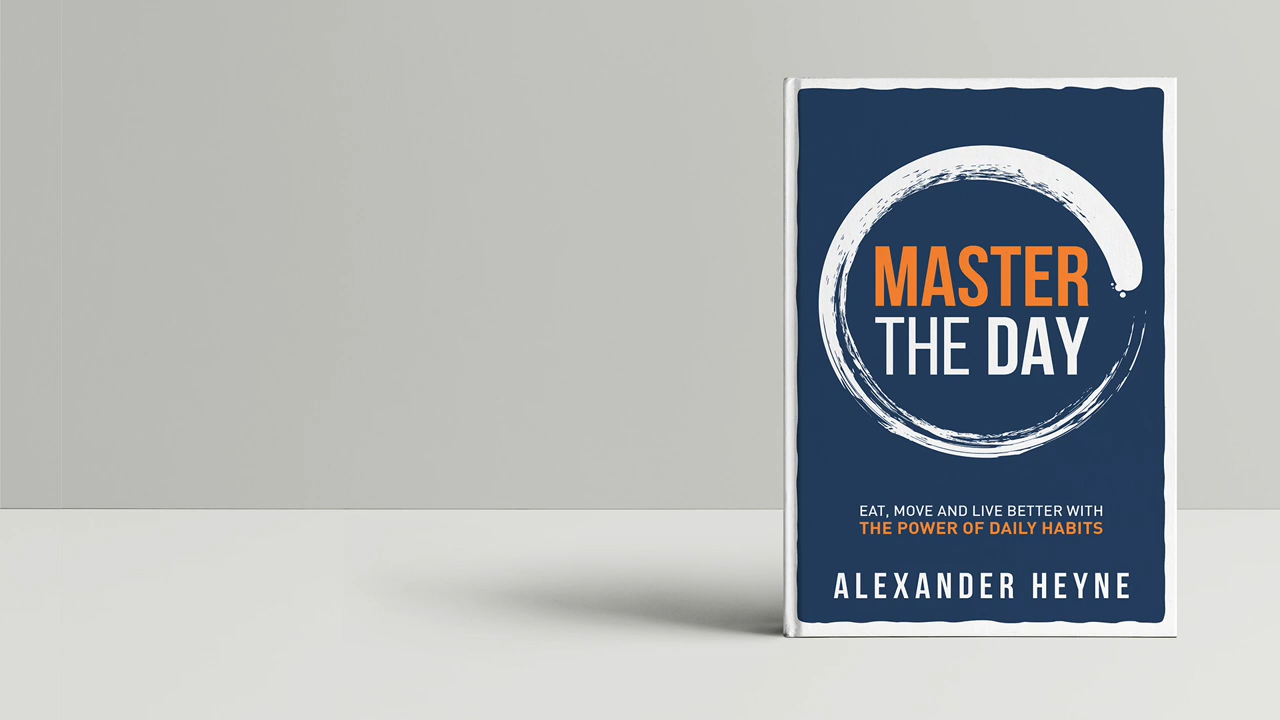 MASTER
THE DAY
EAT, MOVE AND LIVE BETTER WITH
THE POWER OF DAILY HABITS
ALEXANDER HEYNE